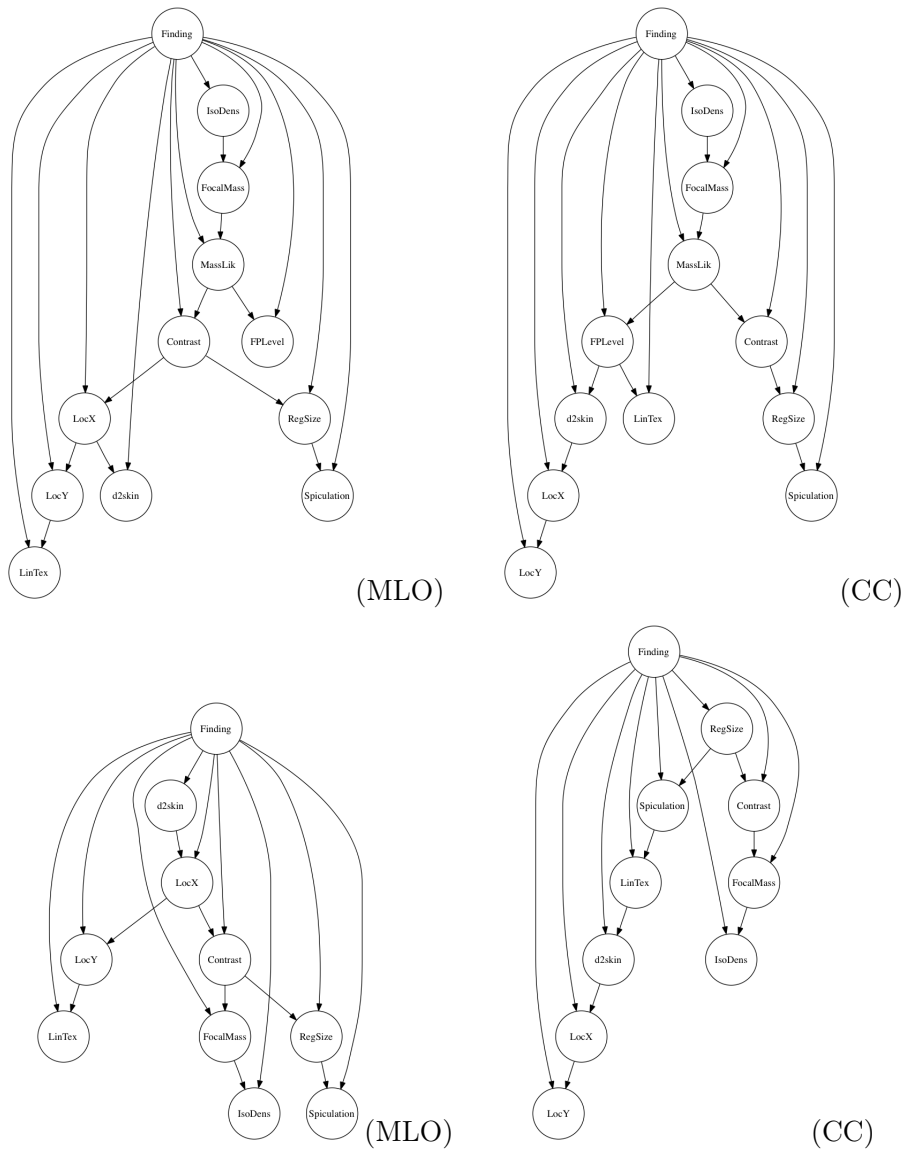 Finding
IsoDens
FocalMass
MassLik
Contrast
FPLevel
LocX
RegSize
LocY
d2skin
Spiculation
LinTex
(MLO)
Finding
IsoDens
FocalMass
MassLik
FPLevel
Contrast
d2skin
LinTex
RegSize
LocX
Spiculation
LocY
(CC)
Finding
d2skin
LocX
LocY
Contrast
LinTex
FocalMass
RegSize
IsoDens
Spiculation
(MLO)
Finding
RegSize
Spiculation
Contrast
LinTex
FocalMass
d2skin
IsoDens
LocX
LocY
(CC)